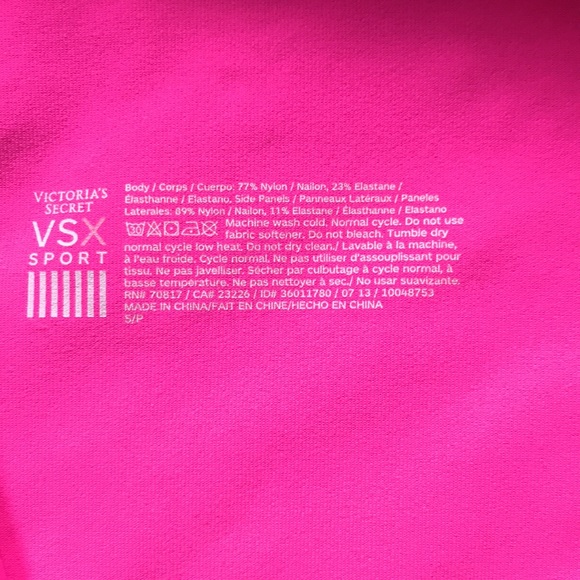 VICTORIA'S
SECRET
VSX
SPORT
Body / Corps / Cuerpo: 77% Nylon / Nailon, 23% Elastane /
Élasthanne / Elastano. Side Panels / Panneaux Latéraux / Paneles
Laterales: 89% Nylon / Nailon, 11% Elastane / Élasthanne / Elastano
Machine wash cold. Normal cycle. Do not use
fabric softener. Do not bleach. Tumble dry
normal cycle low heat. Do not dry clean./ Lavable à la machine,
à l'eau froide. Cycle normal. Ne pas utiliser d'assouplissant pour
tissu. Ne pas javelliser. Sécher par culbutage à cycle normal, à
basse température. Ne pas nettoyer à sec./ No usar suavizante.
RN# 70817 / CA# 23226 / ID# 36011780 / 07 13 / 10048753
MADE IN CHINA/FAIT EN CHINE/HECHO EN CHINA
S/P